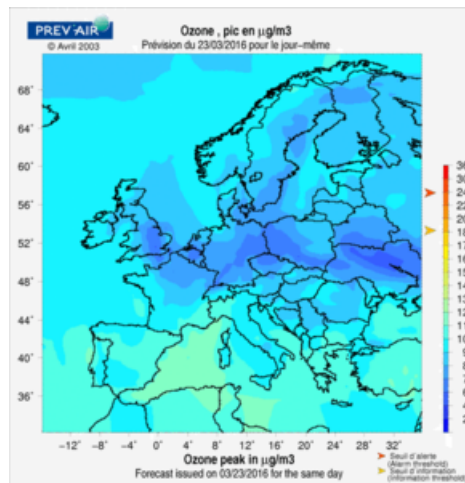 PREV'AIR
© Avril 2003
Ozone , pic en µg/m3
Prévision du 23/03/2016 pour le jour-même
68°
64°
60°
56°
52°
48°
44°
40°
36°
-12° -8° -4° 0° 4° 8° 12° 16° 20° 24° 28° 32°
Ozone peak in µg/m3
Forecast issued on 03/23/2016 for the same day
Seuil d'alerte
(Alarm threshold)
Seuil d'information
(Information threshold)